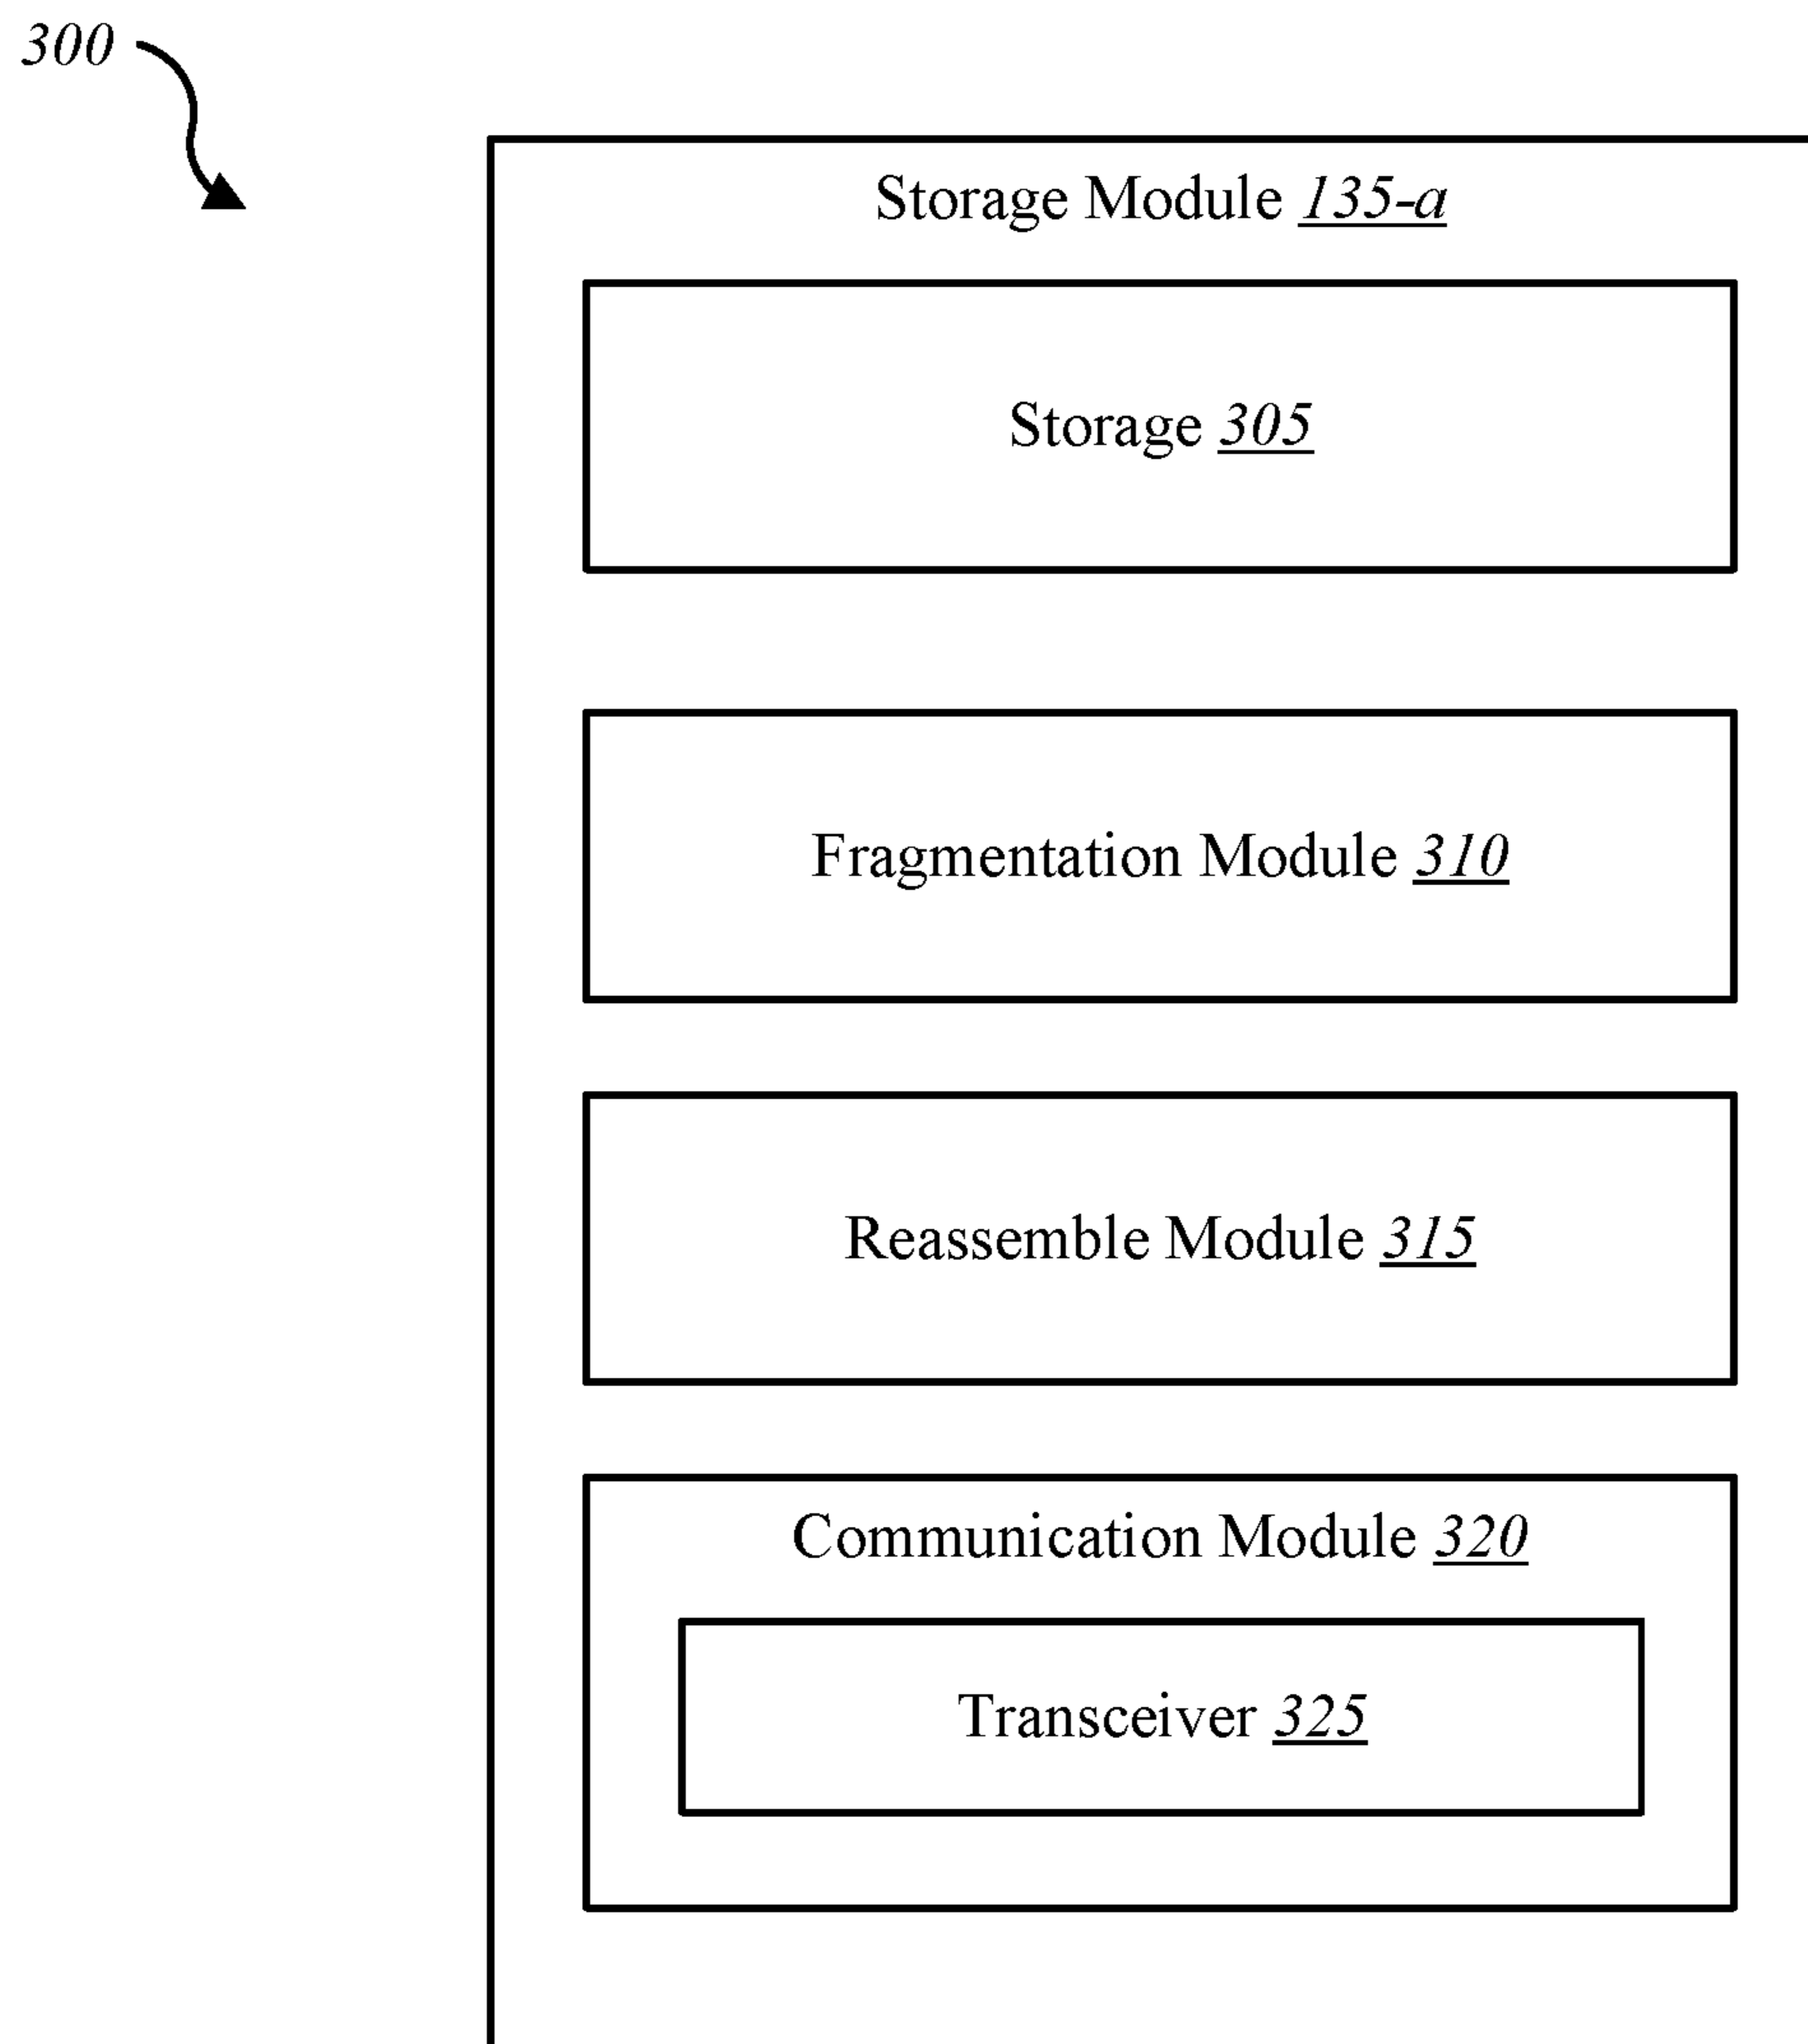 300
Storage Module 135-a
Storage 305
Fragmentation Module 310
Reassemble Module 315
Communication Module 320
Transceiver 325